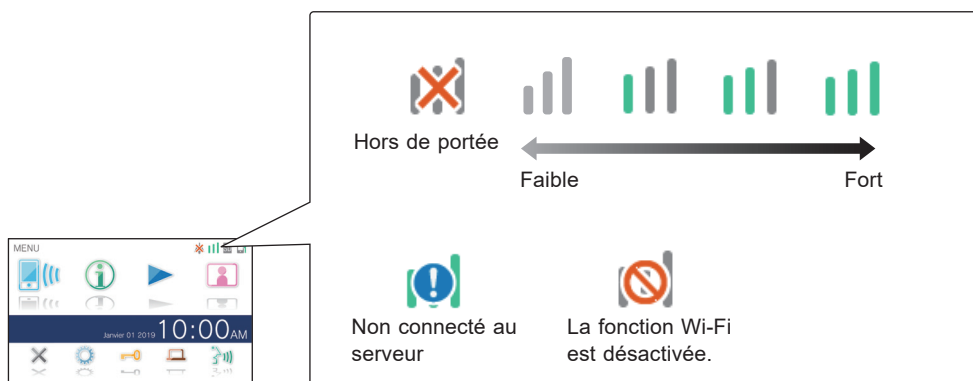 Hors de portée
Faible
Fort
MENU
Janvier 01 2019 10:00AM
Non connecté au
serveur
La fonction Wi-Fi
est désactivée.